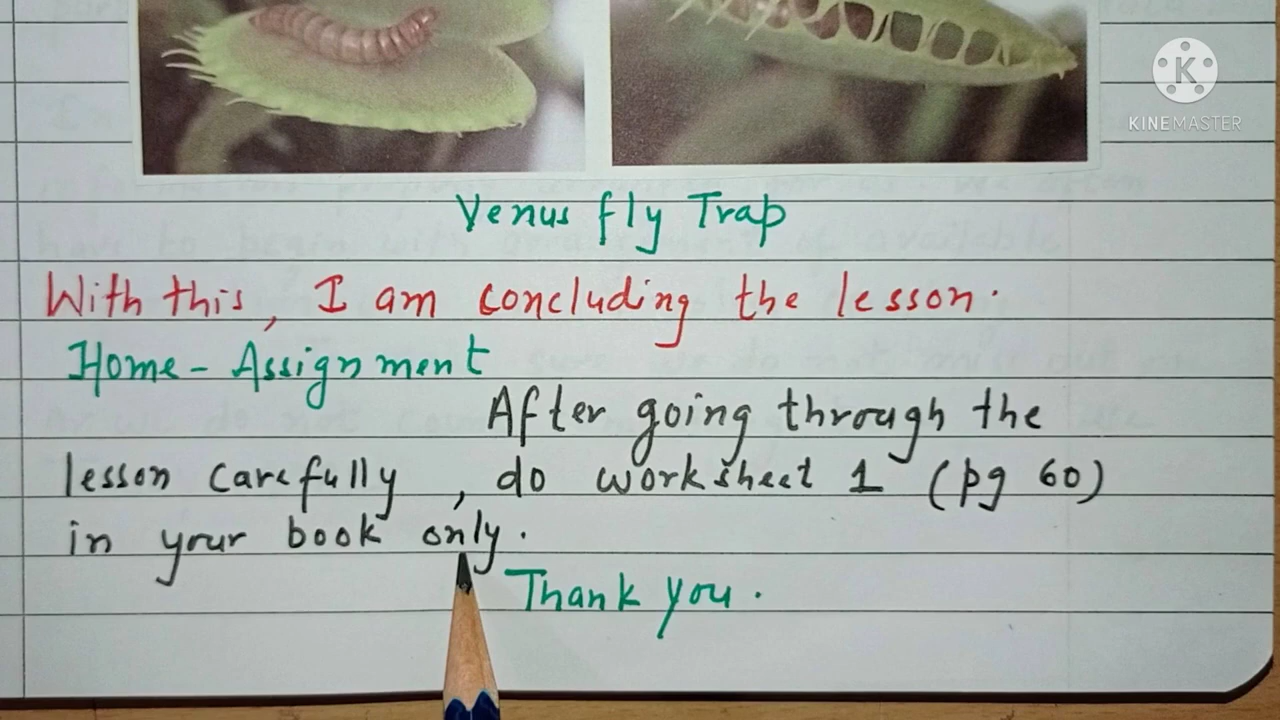 K
KINEMASTER
Venus fly Trap
With this, I am concluding the lesson.
Home - Assignment
After going through the
lesson carefully, do worksheet 1 (pg 60)
in your book only.
Thank you.